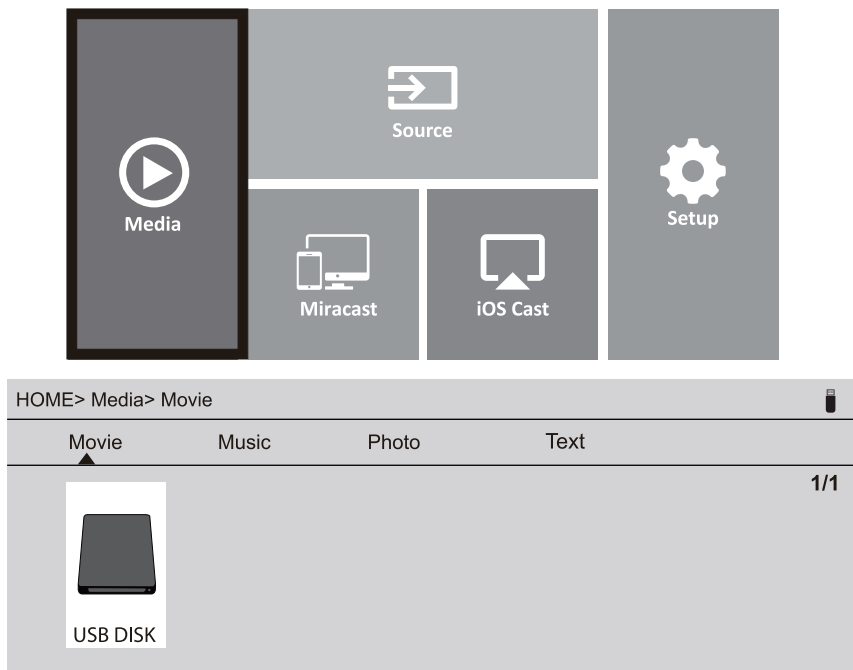 Source
Media
Setup
Miracast
iOS Cast
HOME> Media> Movie
Movie Music Photo Text
1/1
USB DISK